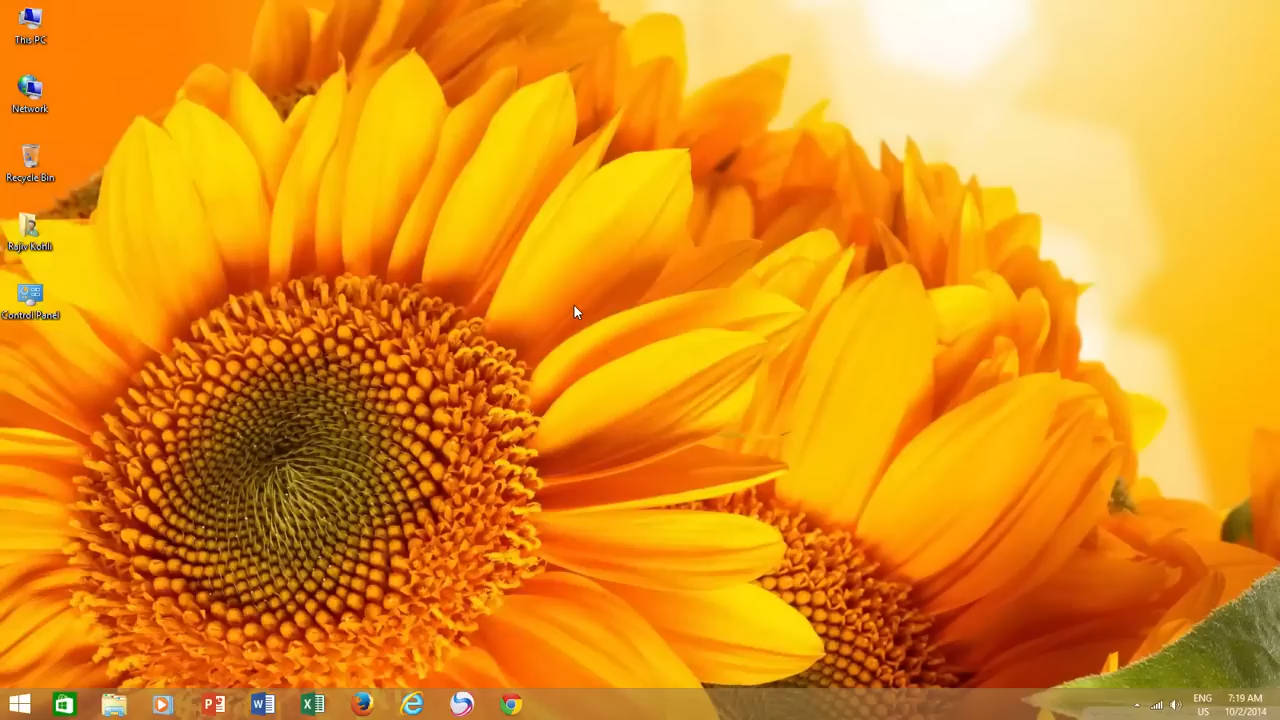 This PC
Network
Recycle Bin
Rajiv Kohli
Control Panel
ENG
US
7:19 AM
10/2/2014